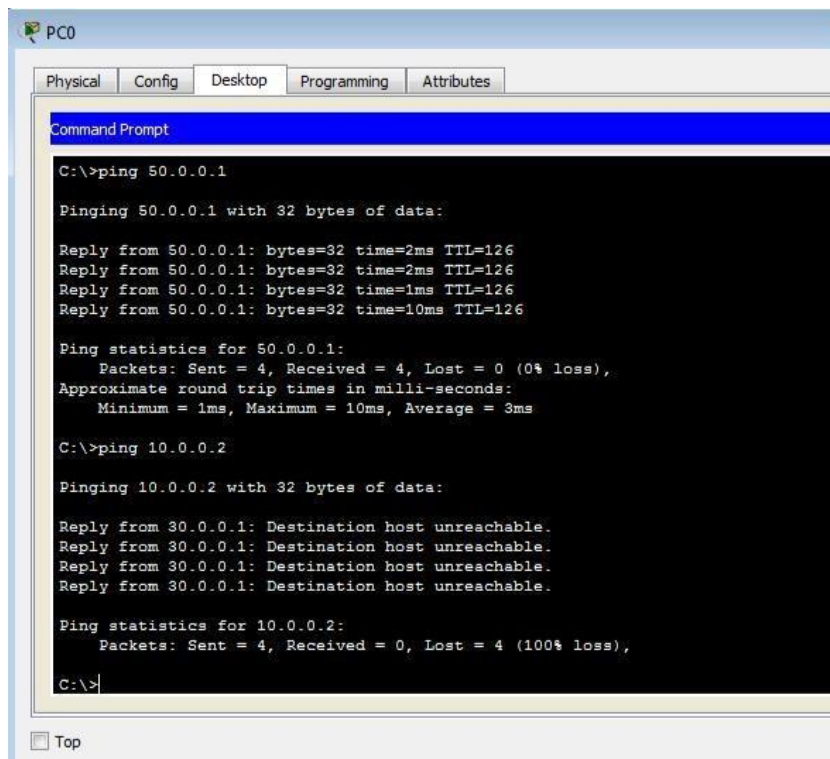 PC0
Physical Config Desktop Programming Attributes
Command Prompt
C:\>ping 50.0.0.1
Pinging 50.0.0.1 with 32 bytes of data:
Reply from 50.0.0.1: bytes=32 time=2ms TTL=126
Reply from 50.0.0.1: bytes=32 time=2ms TTL=126
Reply from 50.0.0.1: bytes=32 time=1ms TTL=126
Reply from 50.0.0.1: bytes=32 time=10ms TTL=126
Ping statistics for 50.0.0.1:
Packets: Sent = 4, Received = 4, Lost = 0 (0% loss),
Approximate round trip times in milli-seconds:
Minimum = 1ms, Maximum = 10ms, Average = 3ms
C:\>ping 10.0.0.2
Pinging 10.0.0.2 with 32 bytes of data:
Reply from 30.0.0.1: Destination host unreachable.
Reply from 30.0.0.1: Destination host unreachable.
Reply from 30.0.0.1: Destination host unreachable.
Reply from 30.0.0.1: Destination host unreachable.
Ping statistics for 10.0.0.2:
Packets: Sent = 4, Received = 0, Lost = 4 (100% loss),
C:\>
Top